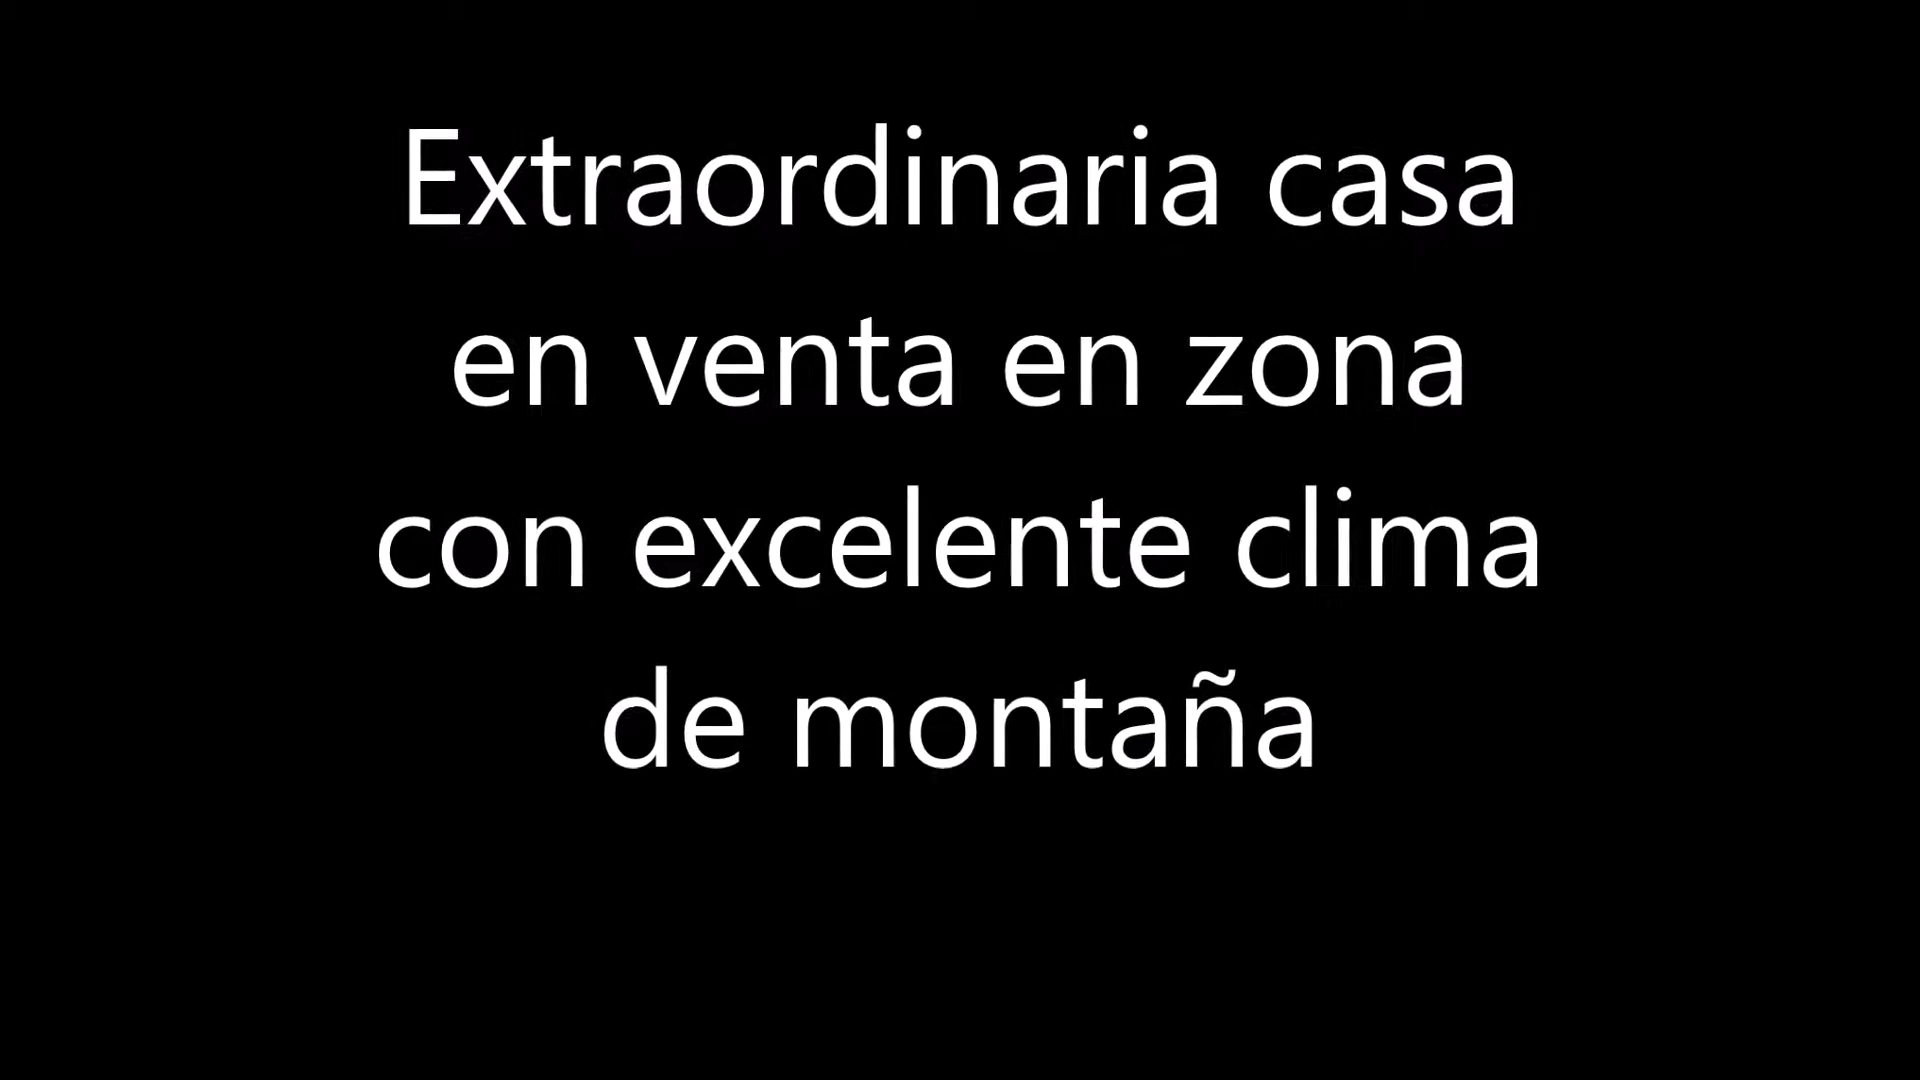 Extraordinaria casa
en venta en zona
con excelente clima
de montaña